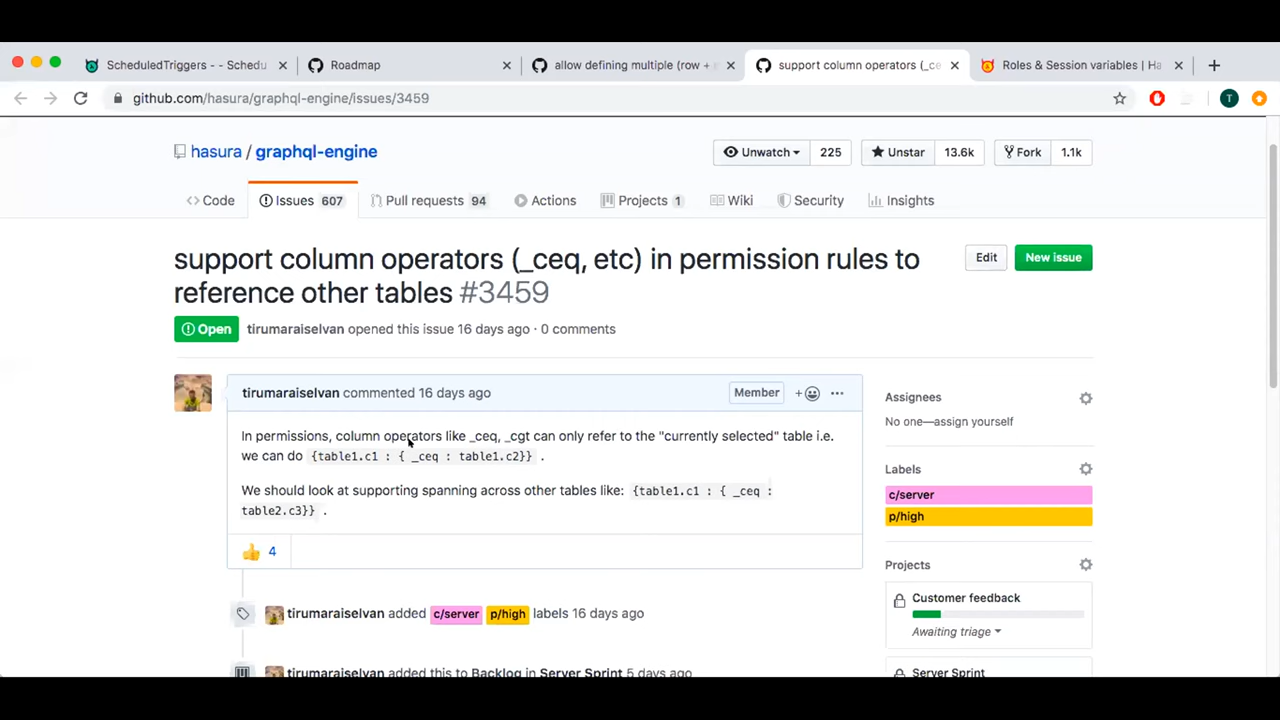 ScheduledTriggers - - Schedu
Roadmap
allow defining multiple (row +
support column operators (_ce
Roles & Session variables | Ha
github.com/hasura/graphql-engine/issues/3459
T
hasura / graphql-engine
Unwatch 225
Unstar 13.6k
Fork 1.1k
Code
Issues 607
Pull requests 94
Actions
Projects 1
Wiki
Security
Insights
support column operators (_ceq, etc) in permission rules to
reference other tables #3459
Edit
New issue
Open
tirumaraiselvan opened this issue 16 days ago · 0 comments
tirumaraiselvan commented 16 days ago
Member
In permissions, column operators like _ceq, _cgt can only refer to the "currently selected" table i.e.
we can do {table1.c1 : { _ceq : table1.c2}} .
We should look at supporting spanning across other tables like: {table1.c1 : { _ceq :
table2.c3}} .
👍 4
tirumaraiselvan added c/server p/high labels 16 days ago
tirumaraiselvan added this to Backlog in Server Sprint 5 days ago
Assignees
No one—assign yourself
Labels
c/server
p/high
Projects
Customer feedback
Awaiting triage
Server Sprint